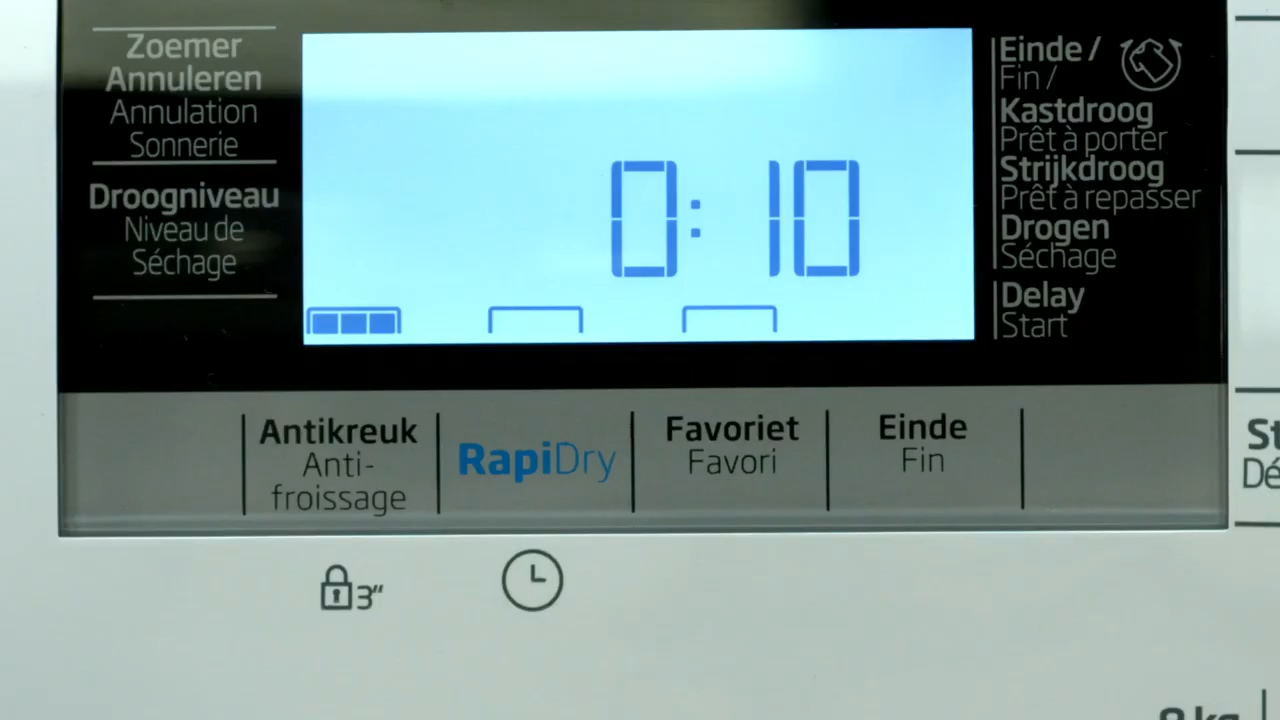 Zoemer
Annuleren
Annulation
Sonnerie
Droogniveau
Niveau de
Séchage
0:10
Einde /
Fin /
Kastdroog
Prêt à porter
Strijkdroog
Prêt à repasser
Drogen
Séchage
Delay
Start
Antikreuk
Anti-
froissage
RapiDry
Favoriet
Favori
Einde
Fin
3"